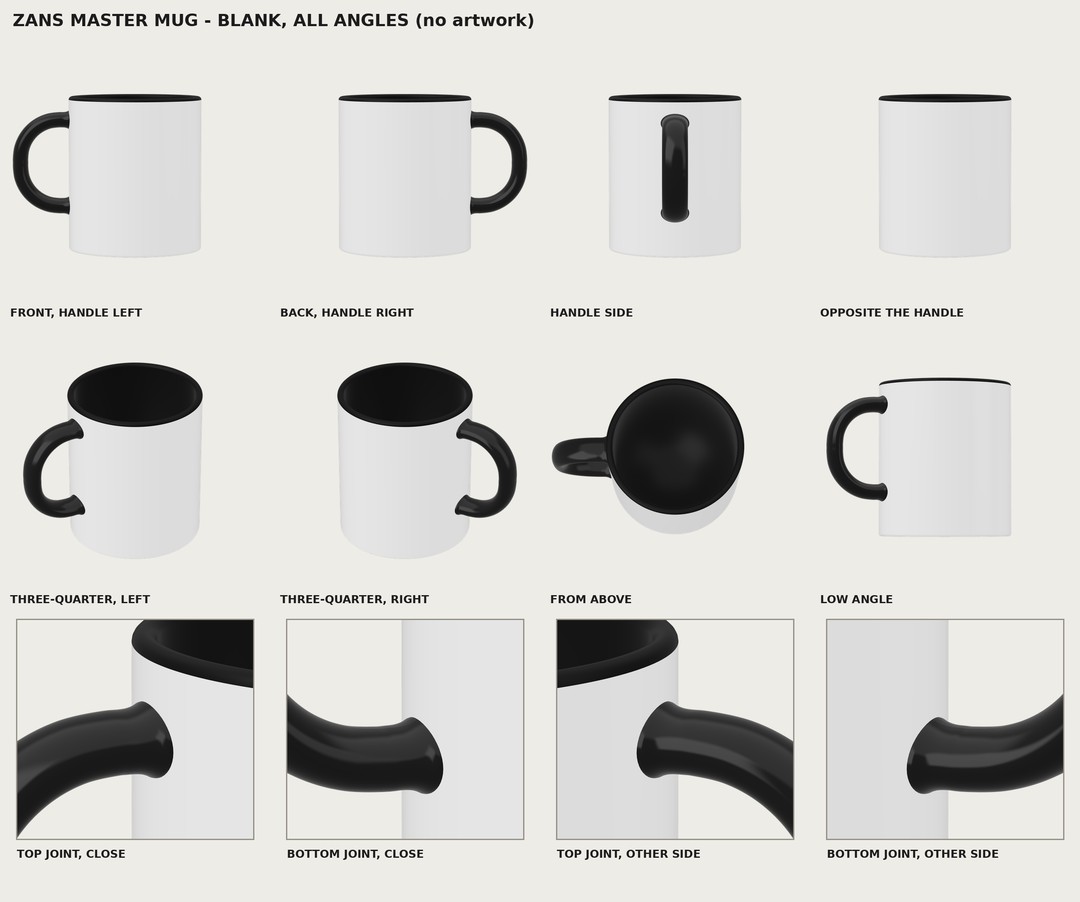 ZANS MASTER MUG - BLANK, ALL ANGLES (no artwork)
FRONT, HANDLE LEFT
BACK, HANDLE RIGHT
HANDLE SIDE
OPPOSITE THE HANDLE
THREE-QUARTER, LEFT
THREE-QUARTER, RIGHT
FROM ABOVE
LOW ANGLE
TOP JOINT, CLOSE
BOTTOM JOINT, CLOSE
TOP JOINT, OTHER SIDE
BOTTOM JOINT, OTHER SIDE